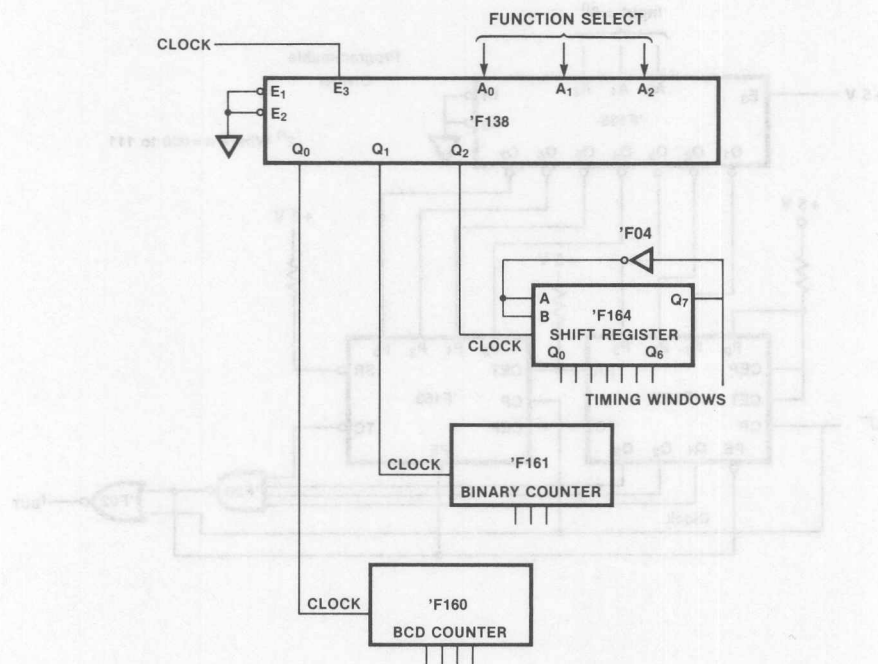 FUNCTION SELECT
CLOCK
E₁ E₃ A₀ A₁ A₂
E₂
'F138
Q₀ Q₁ Q₂
'F04
A Q₇
B 'F164
CLOCK SHIFT REGISTER
Q₀ Q₆
TIMING WINDOWS
'F161
CLOCK
BINARY COUNTER
CLOCK 'F160
BCD COUNTER